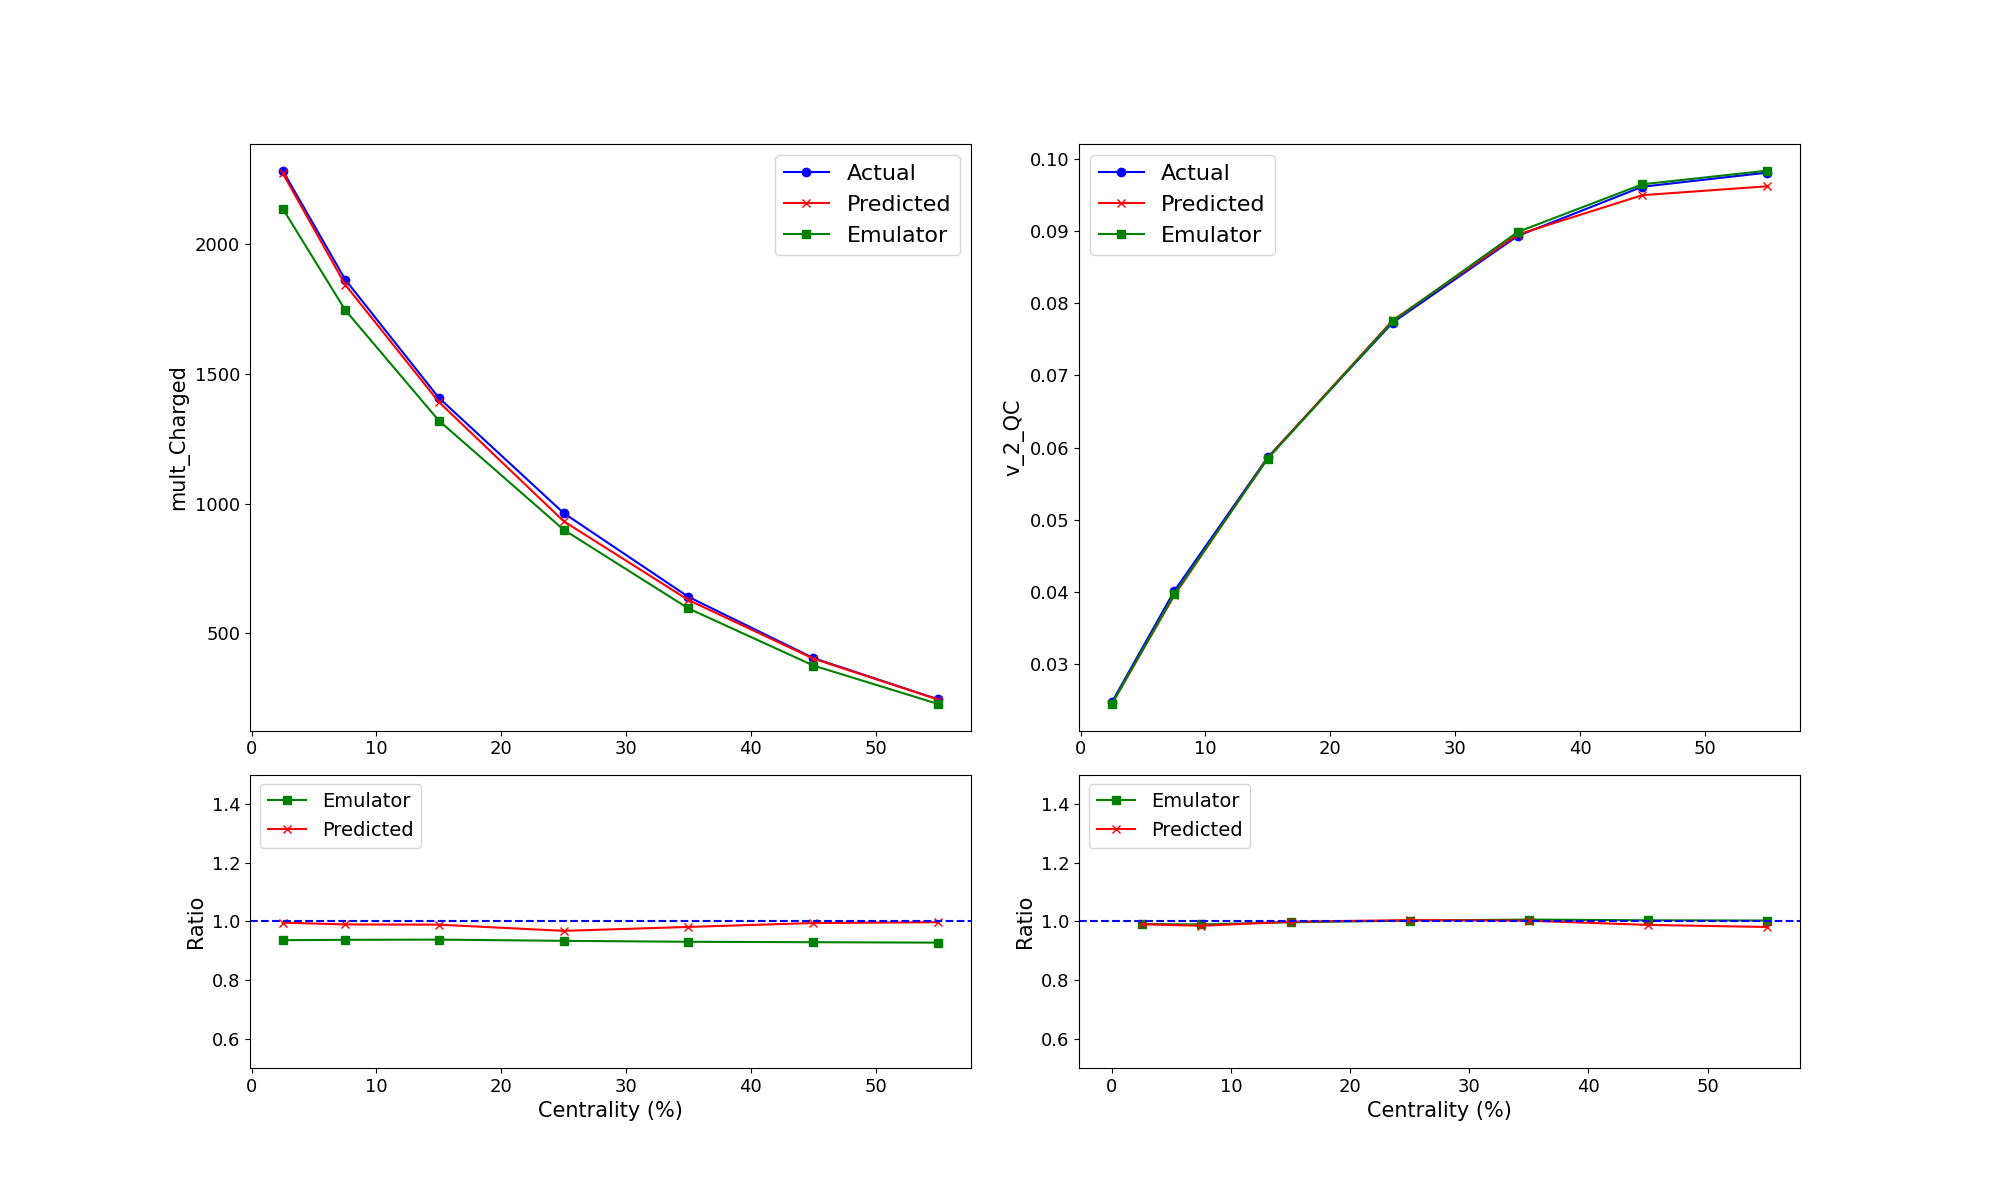 Actual
Predicted
Emulator
mult_Charged
2000
1500
1000
500
0 10 20 30 40 50
Actual
Predicted
Emulator
v_2_QC
0.10
0.09
0.08
0.07
0.06
0.05
0.04
0.03
0 10 20 30 40 50
Emulator
Predicted
Ratio
1.4
1.2
1.0
0.8
0.6
0 10 20 30 40 50
Centrality (%)
Emulator
Predicted
Ratio
1.4
1.2
1.0
0.8
0.6
0 10 20 30 40 50
Centrality (%)